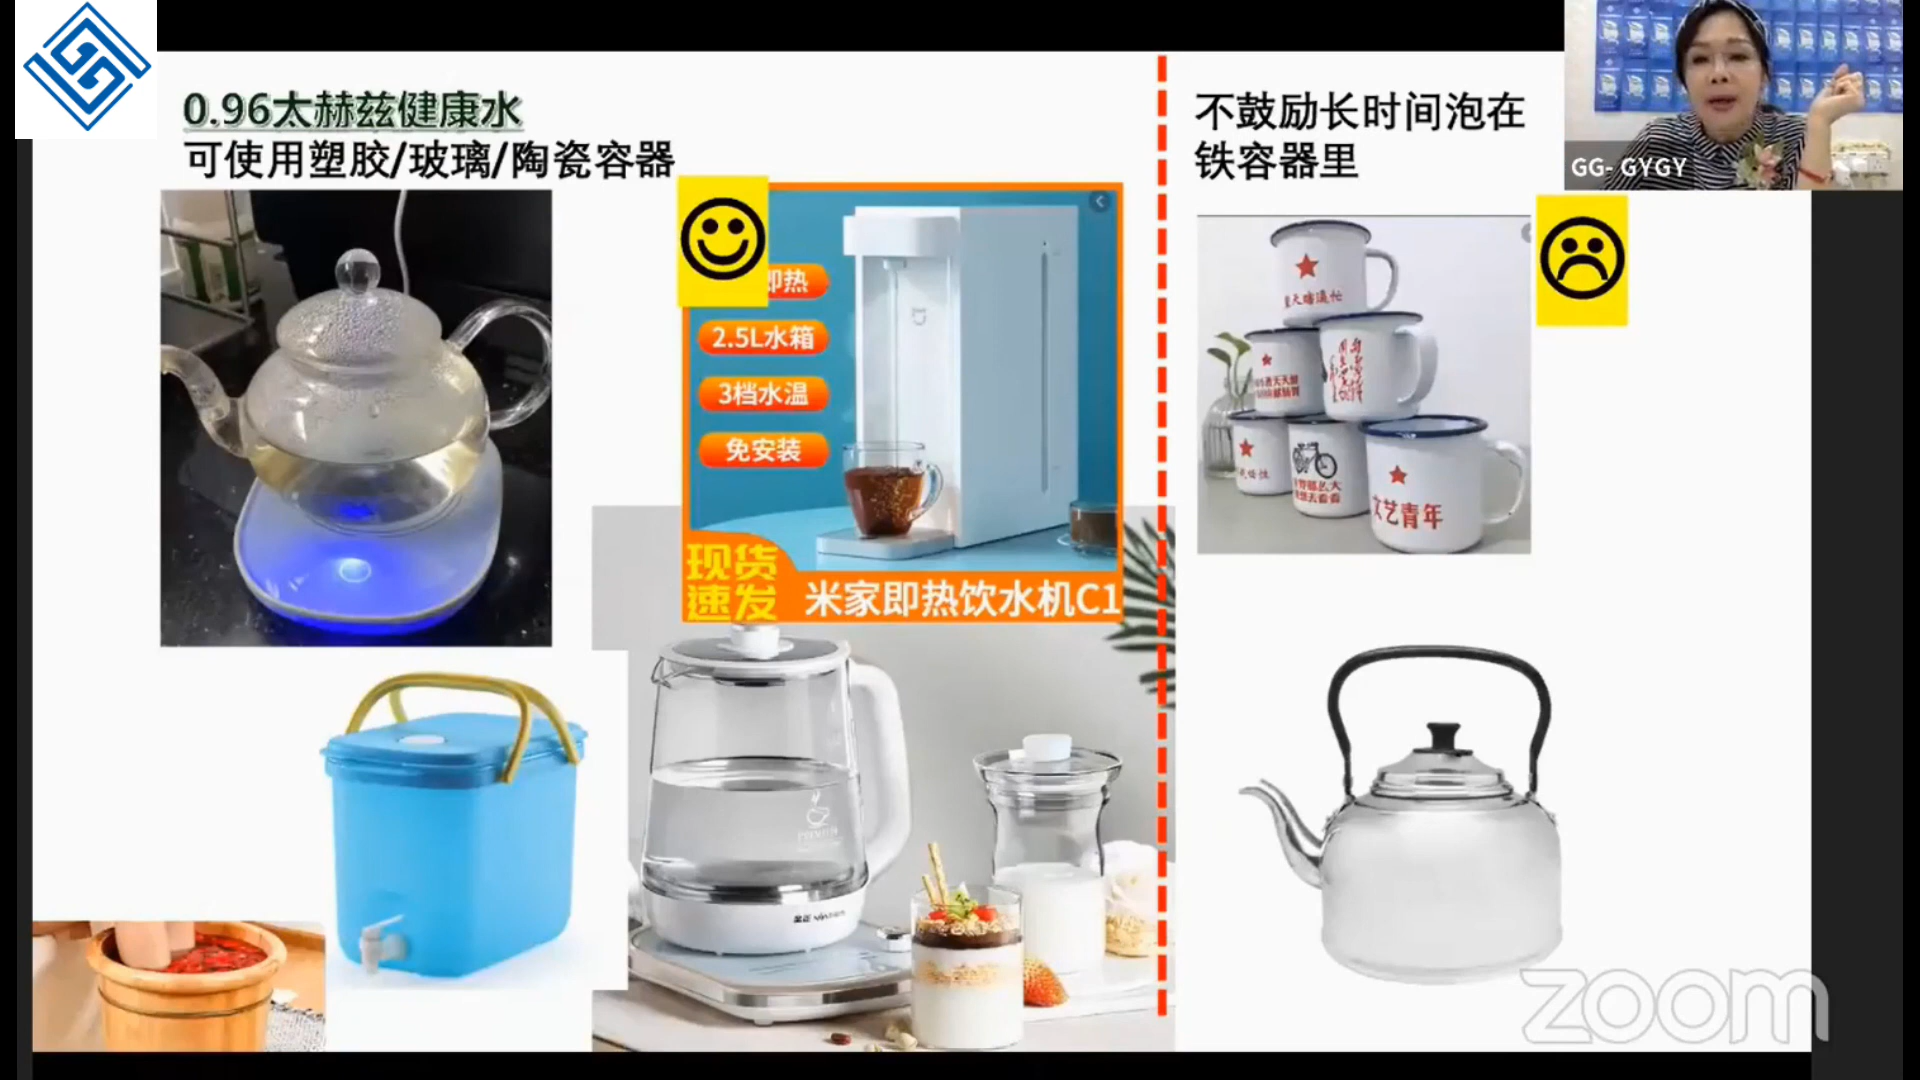 0.96太赫兹健康水
可使用塑胶/玻璃/陶瓷容器
不鼓励长时间泡在
铁容器里
GG- GYGY
即热
2.5L水箱
3档水温
免安装
现货
速发
米家即热饮水机C1
文艺青年
zoom